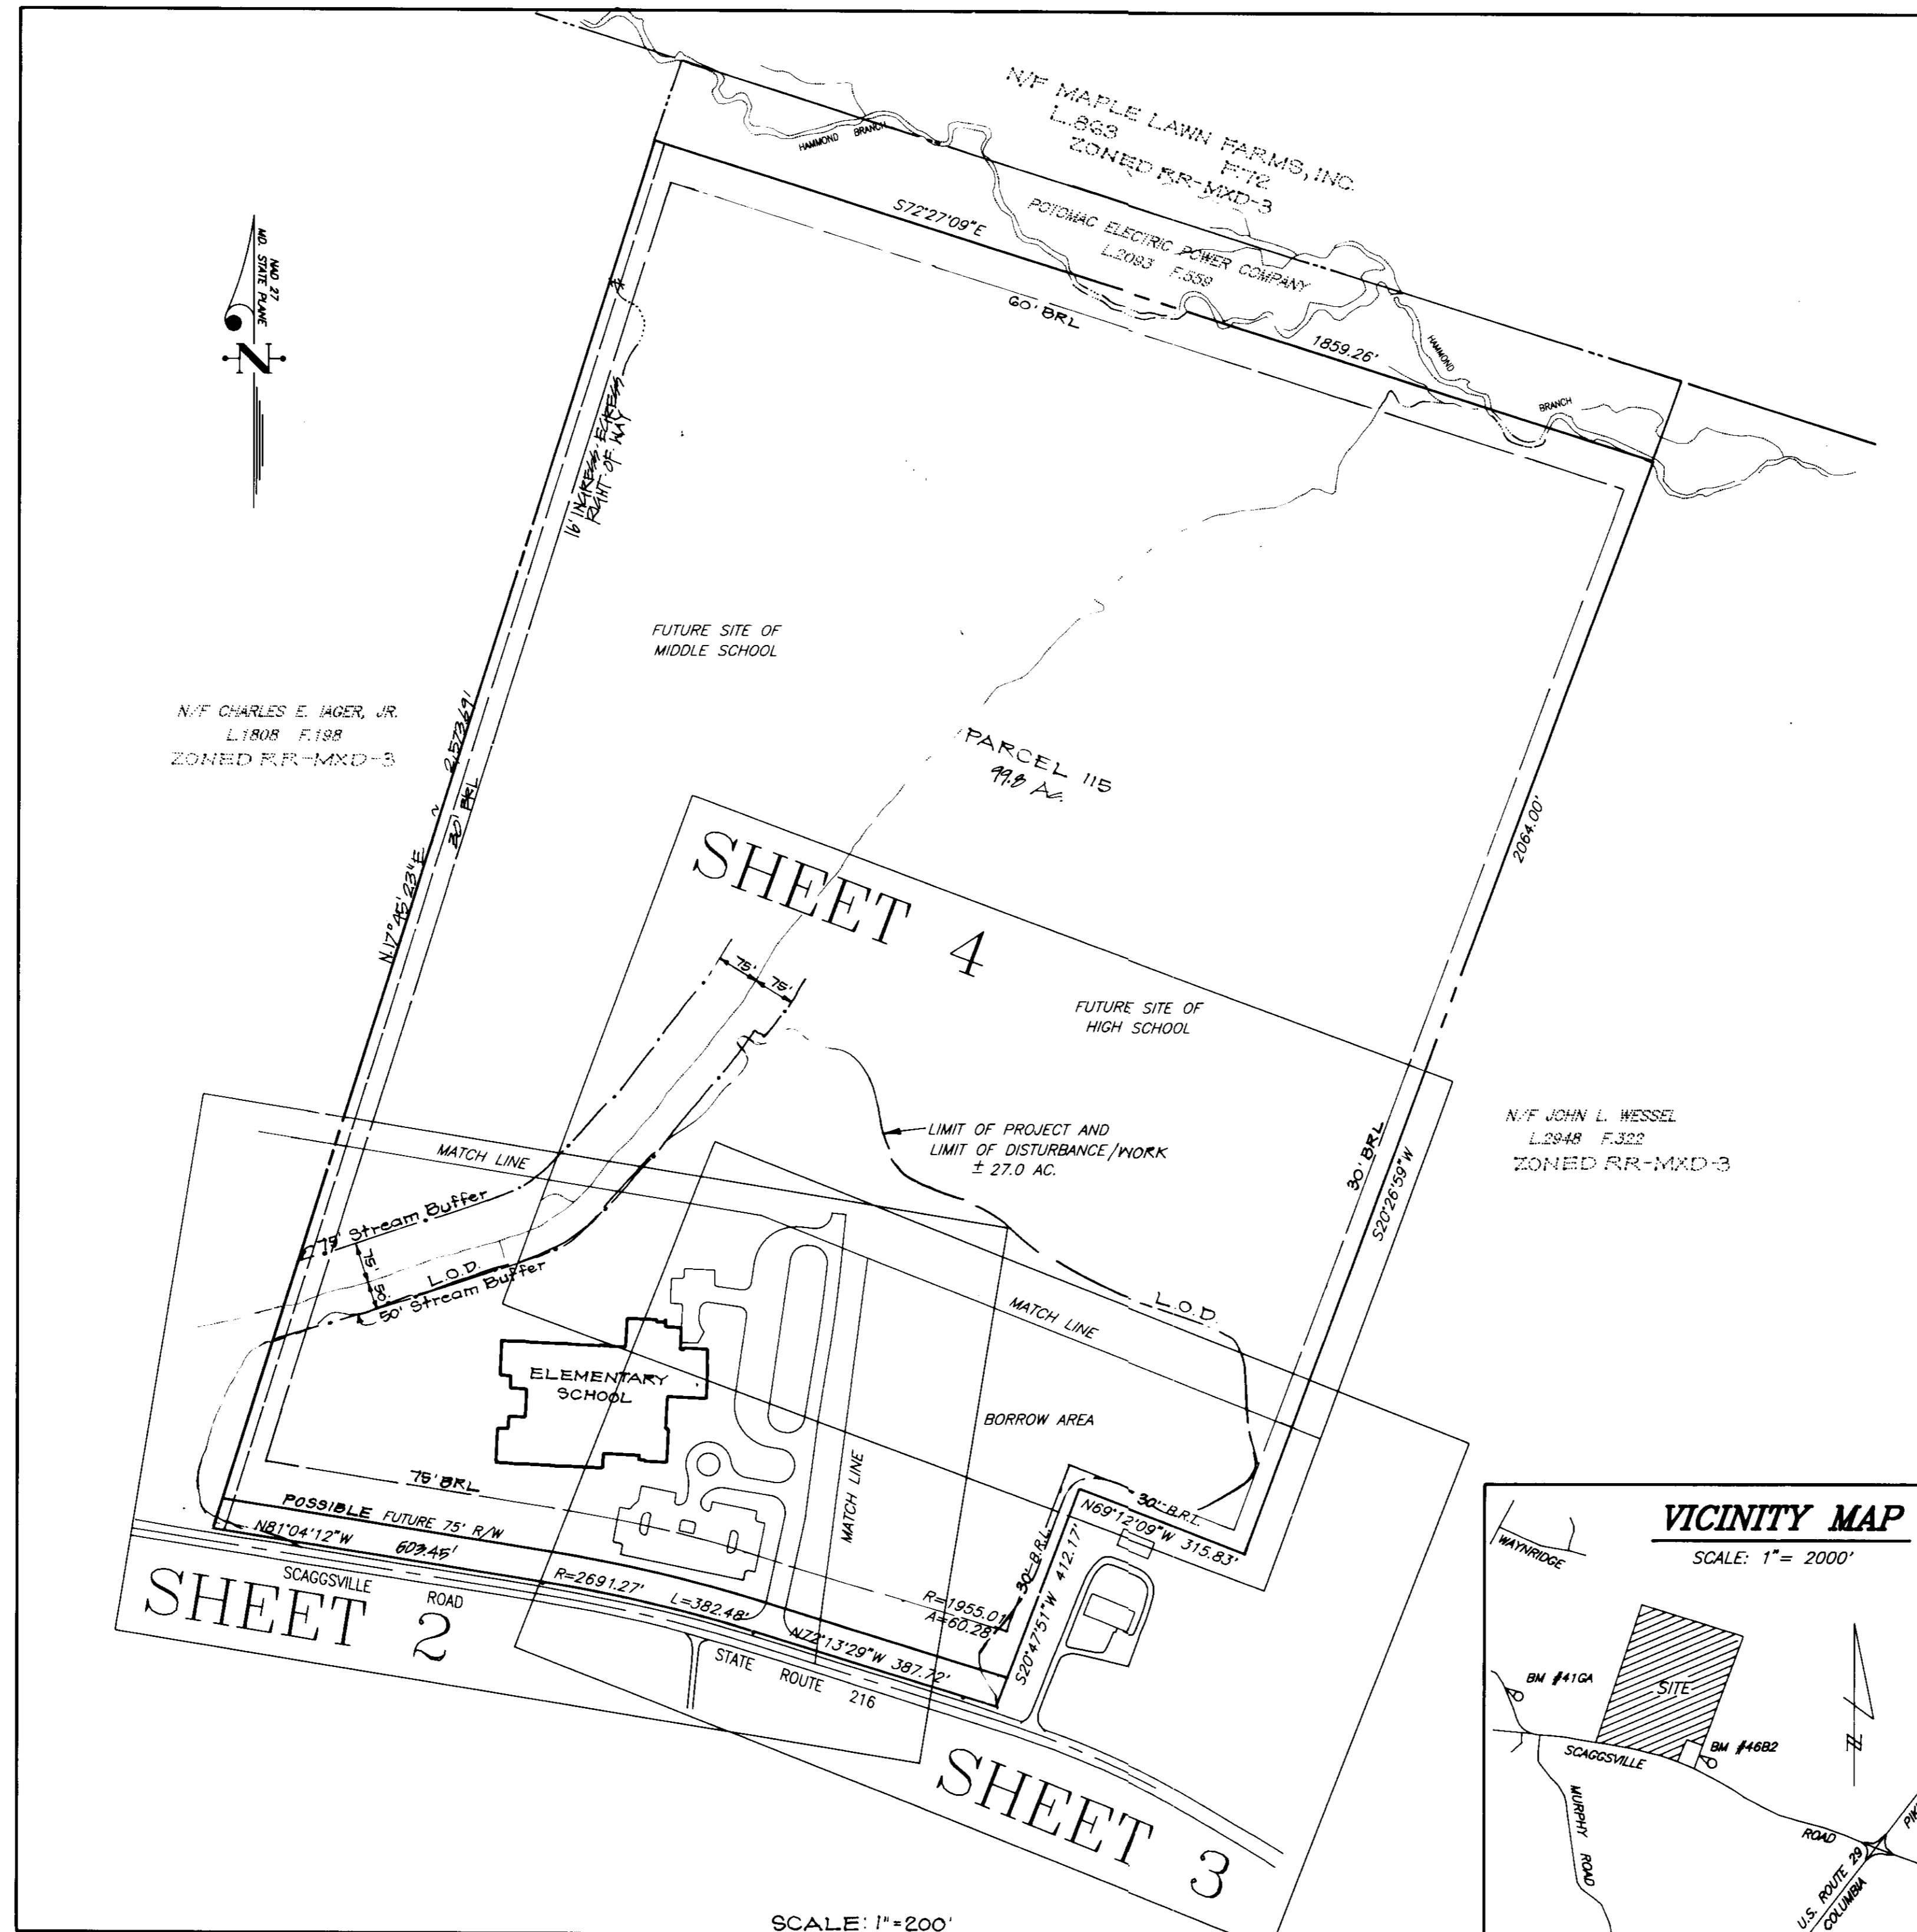 N/F MAPLE LAWN FARMS, INC.
L.863 F.72
ZONED RR-MXD-3
HAMMOND BRANCH
POTOMAC ELECTRIC POWER COMPANY
L.2093 F.559
S72°27'09"E
1859.26'
60' BRL
HAMMOND
BRANCH
NAD 27
MD. STATE PLANE
N
16' INGRESS EGRESS
RIGHT-OF-WAY
FUTURE SITE OF
MIDDLE SCHOOL
N/F CHARLES E. IAGER, JR.
L.1808 F.198
ZONED RR-MXD-3
N.17°45'23"E ~ 2,573.69'
30' BRL
PARCEL 115
99.8 AC.
2064.00'
SHEET 4
75' 75'
FUTURE SITE OF
HIGH SCHOOL
N/F JOHN L. WESSEL
L.2948 F.322
ZONED RR-MXD-3
LIMIT OF PROJECT AND
LIMIT OF DISTURBANCE/WORK
± 27.0 AC.
30' BRL
S20°26'59"W
MATCH LINE
75' Stream Buffer
75'
50'
L.O.D.
50' Stream Buffer
L.O.D.
MATCH LINE
ELEMENTARY
SCHOOL
BORROW AREA
MATCH LINE
75' BRL
POSSIBLE FUTURE 75' R/W
N81°04'12"W 603.45'
SCAGGSVILLE ROAD
R=2691.27'
L=382.48'
N72°13'29"W 387.72'
STATE ROUTE 216
R=1955.01'
A=60.28'
30'-B.R.L.
S20°47'51"W 412.17'
30'-B.R.L.
N69°12'09"W 315.83'
SHEET 2
SHEET 3
SCALE: 1"=200'
VICINITY MAP
SCALE: 1"= 2000'
WAYNRIDGE
BM #41GA
SITE
BM #46B2
N
SCAGGSVILLE
ROAD
MURPHY ROAD
U.S. ROUTE 29
COLUMBIA